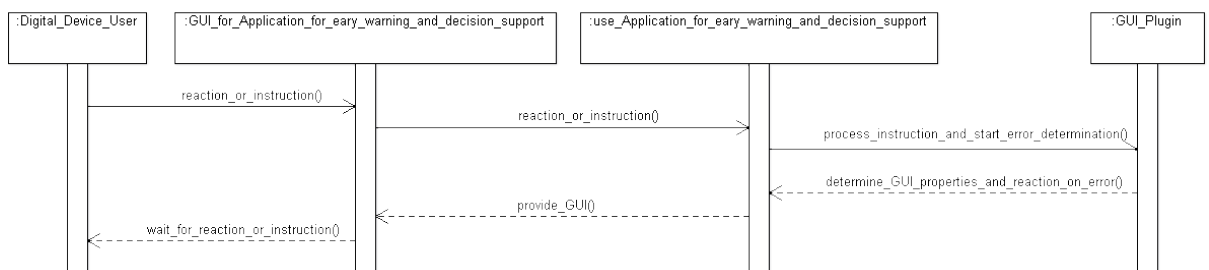 :Digital_Device_User
:GUI_for_Application_for_eary_warning_and_decision_support
:use_Application_for_eary_warning_and_decision_support
:GUI_Plugin
reaction_or_instruction()
reaction_or_instruction()
process_instruction_and_start_error_determination()
determine_GUI_properties_and_reaction_on_error()
provide_GUI()
wait_for_reaction_or_instruction()